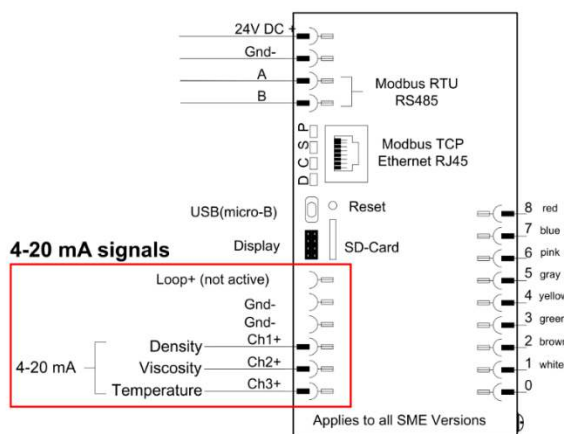 24V DC +
Gnd-
A
B
Modbus RTU
RS485
P
S
C
D
Modbus TCP
Ethernet RJ45
USB(micro-B)
Reset
Display
SD-Card
4-20 mA signals
Loop+ (not active)
Gnd-
Gnd-
4-20 mA
Density
Ch1+
Viscosity
Ch2+
Temperature
Ch3+
8 red
7 blue
6 pink
5 gray
4 yellow
3 green
2 brown
1 white
0
Applies to all SME Versions